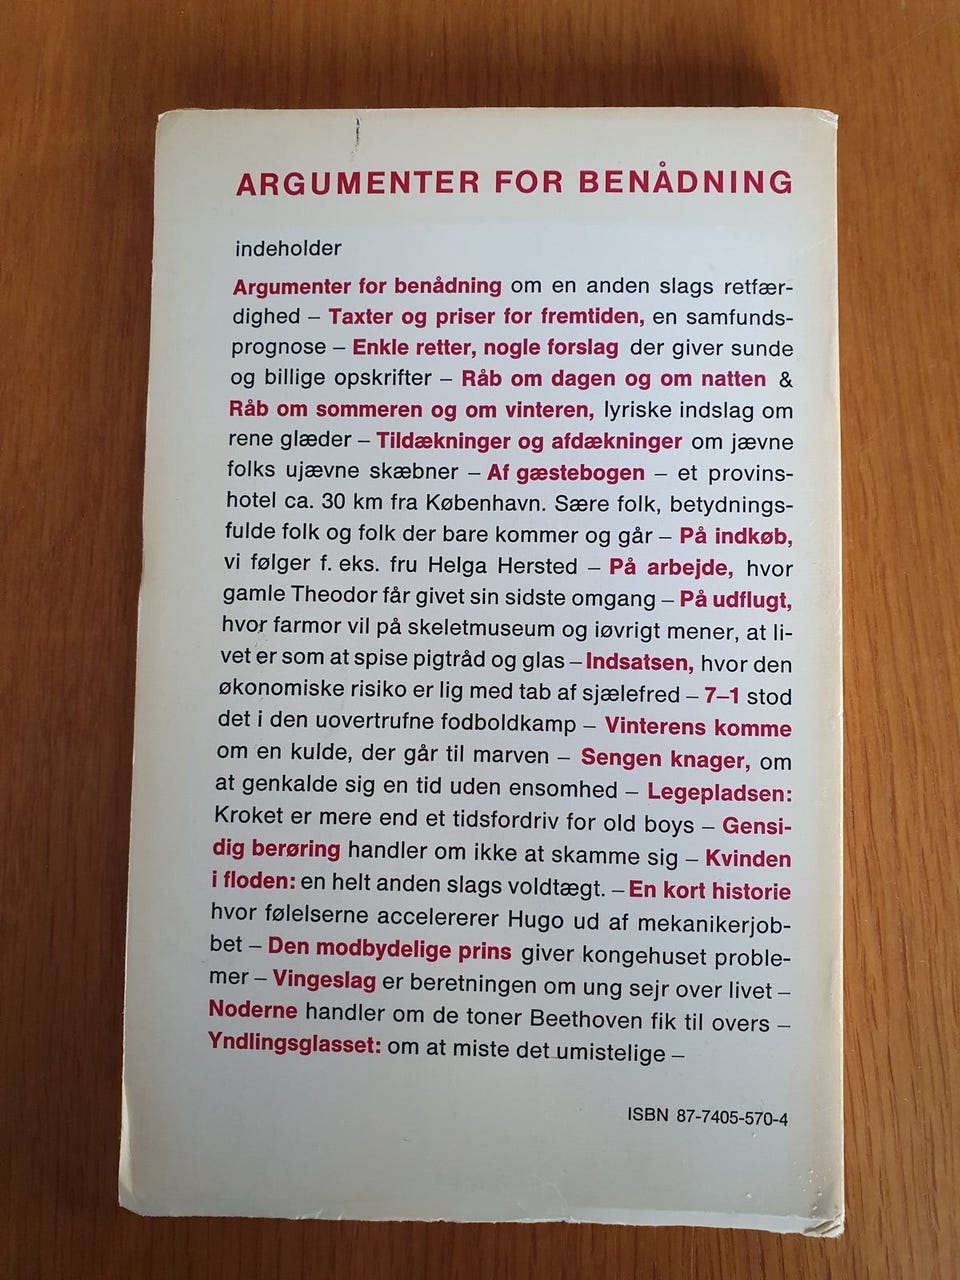 ARGUMENTER FOR BENÅDNING
indeholder
Argumenter for benådning om en anden slags retfær-
dighed – Taxter og priser for fremtiden, en samfunds-
prognose – Enkle retter, nogle forslag der giver sunde
og billige opskrifter – Råb om dagen og om natten &
Råb om sommeren og om vinteren, lyriske indslag om
rene glæder – Tildækninger og afdækninger om jævne
folks ujævne skæbner – Af gæstebogen – et provins-
hotel ca. 30 km fra København. Sære folk, betydnings-
fulde folk og folk der bare kommer og går – På indkøb,
vi følger f. eks. fru Helga Hersted – På arbejde, hvor
gamle Theodor får givet sin sidste omgang – På udflugt,
hvor farmor vil på skeletmuseum og iøvrigt mener, at li-
vet er som at spise pigtråd og glas – Indsatsen, hvor den
økonomiske risiko er lig med tab af sjælefred – 7–1 stod
det i den uovertrufne fodboldkamp – Vinterens komme
om en kulde, der går til marven – Sengen knager, om
at genkalde sig en tid uden ensomhed – Legepladsen:
Kroket er mere end et tidsfordriv for old boys – Gensi-
dig berøring handler om ikke at skamme sig – Kvinden
i floden: en helt anden slags voldtægt. – En kort historie
hvor følelserne accelererer Hugo ud af mekanikerjob-
bet – Den modbydelige prins giver kongehuset proble-
mer – Vingeslag er beretningen om ung sejr over livet –
Noderne handler om de toner Beethoven fik til overs –
Yndlingsglasset: om at miste det umistelige –
ISBN 87-7405-570-4